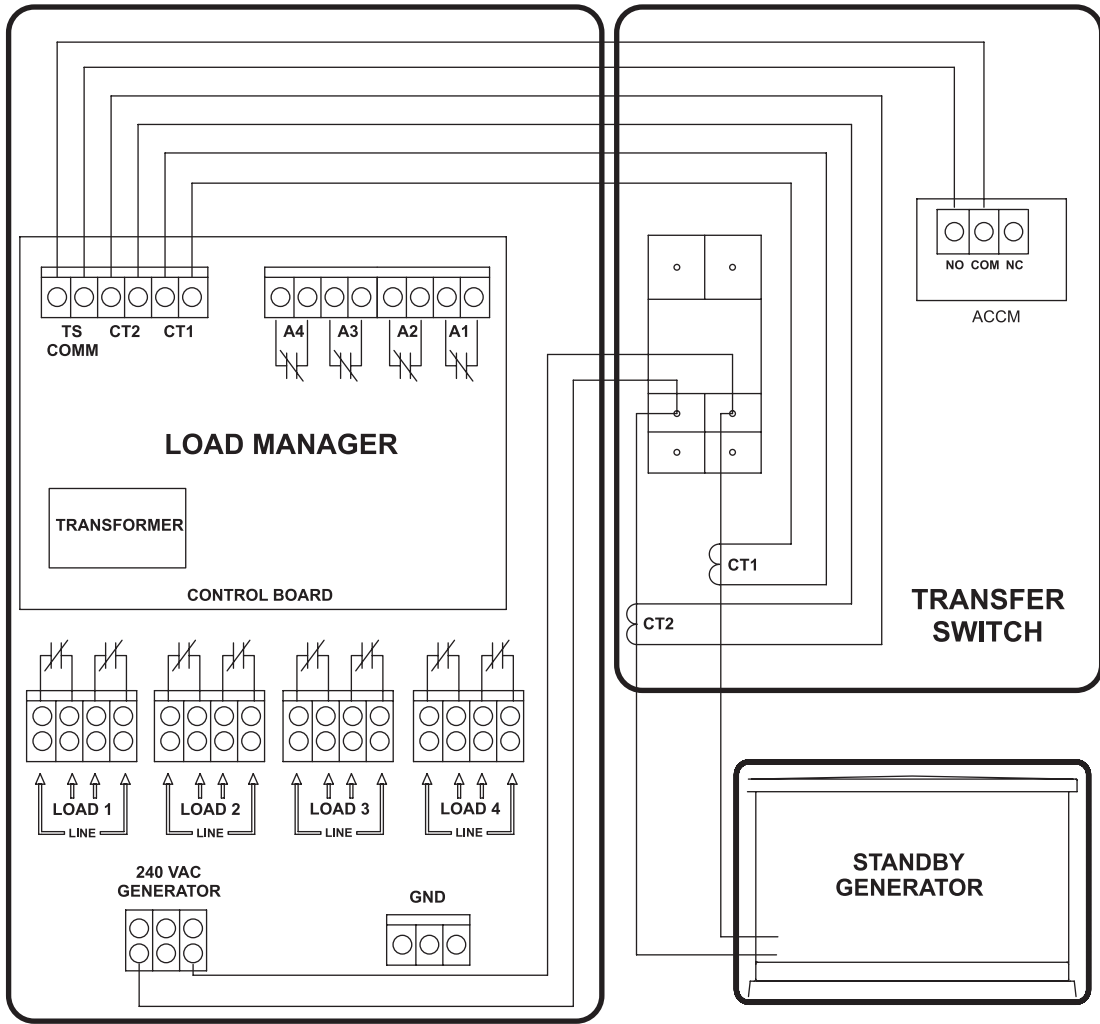 NO COM NC
ACCM
TS
COMM
CT2
CT1
A4
A3
A2
A1
LOAD MANAGER
TRANSFORMER
CONTROL BOARD
CT1
CT2
TRANSFER
SWITCH
LOAD 1
LINE
LOAD 2
LINE
LOAD 3
LINE
LOAD 4
LINE
240 VAC
GENERATOR
GND
STANDBY
GENERATOR